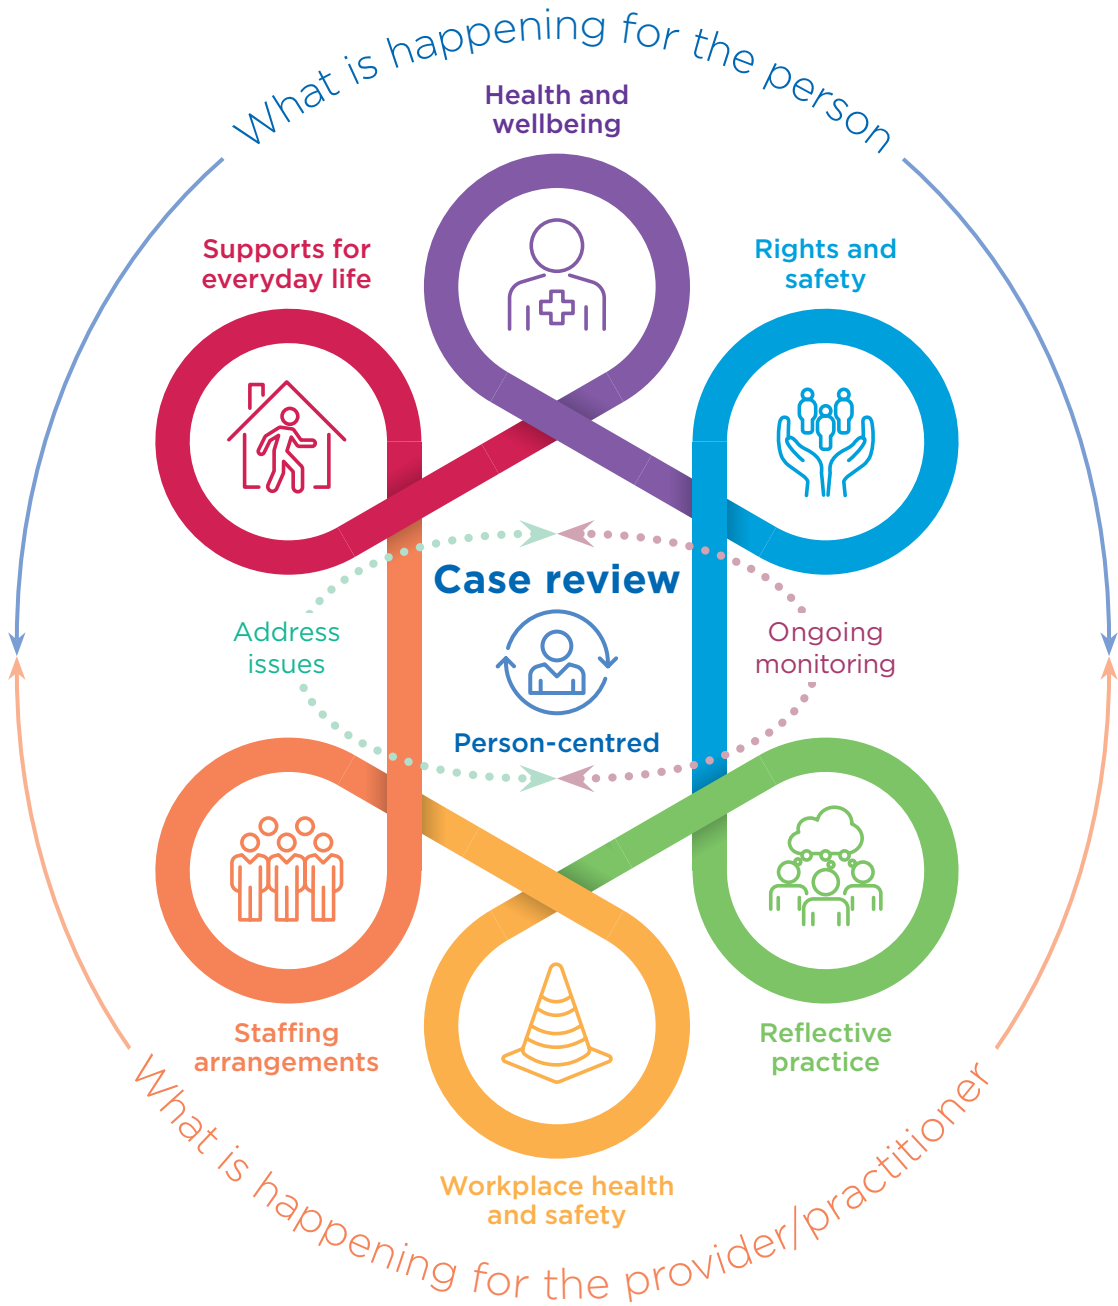 What is happening for the person
Health and
wellbeing
Supports for
everyday life
Rights and
safety
Case review
Address
issues
Ongoing
monitoring
Person-centred
Staffing
arrangements
Reflective
practice
Workplace health
and safety
What is happening for the provider/practitioner